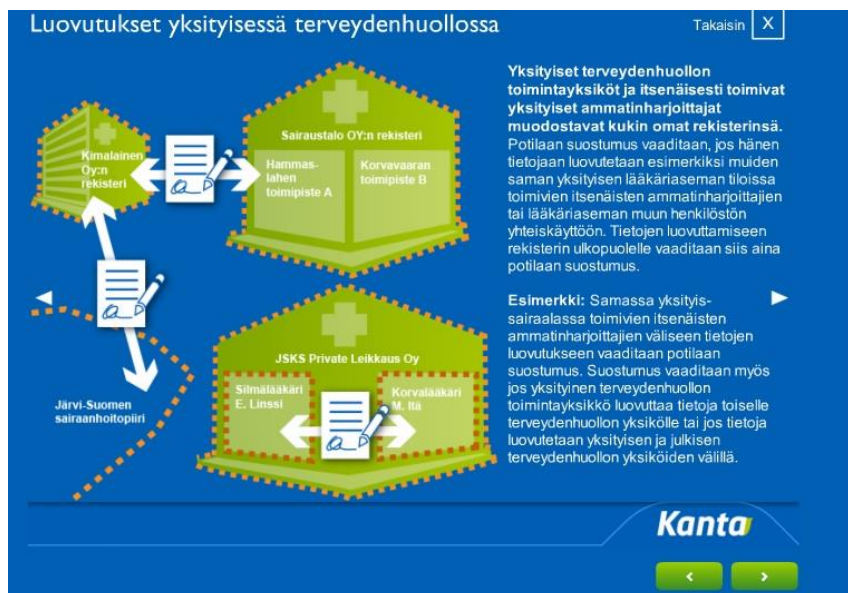 Luovutukset yksityisessä terveydenhuollossa
Takaisin X
Kimalainen
Oy:n
rekisteri
Sairaustalo OY:n rekisteri
Hammas-
lahden
toimipiste A
Korvavaaran
toimipiste B
Järvi-Suomen
sairaanhoitopiiri
JSKS Private Leikkaus Oy
Silmälääkäri
E. Linssi
Korvalääkäri
M. Itä
Yksityiset terveydenhuollon
toimintayksiköt ja itsenäisesti toimivat
yksityiset ammatinharjoittajat
muodostavat kukin omat rekisterinsä.
Potilaan suostumus vaaditaan, jos hänen
tietojaan luovutetaan esimerkiksi muiden
saman yksityisen lääkäriaseman tiloissa
toimivien itsenäisten ammatinharjoittajien
tai lääkäriaseman muun henkilöstön
yhteiskäyttöön. Tietojen luovuttamiseen
rekisterin ulkopuolelle vaaditaan siis aina
potilaan suostumus.
Esimerkki: Samassa yksityis-
sairaalassa toimivien itsenäisten
ammatinharjoittajien väliseen tietojen
luovutukseen vaaditaan potilaan
suostumus. Suostumus vaaditaan myös
jos yksityinen terveydenhuollon
toimintayksikkö luovuttaa tietoja toiselle
terveydenhuollon yksikölle tai jos tietoja
luovutetaan yksityisen ja julkisen
terveydenhuollon yksiköiden välillä.
Kanta